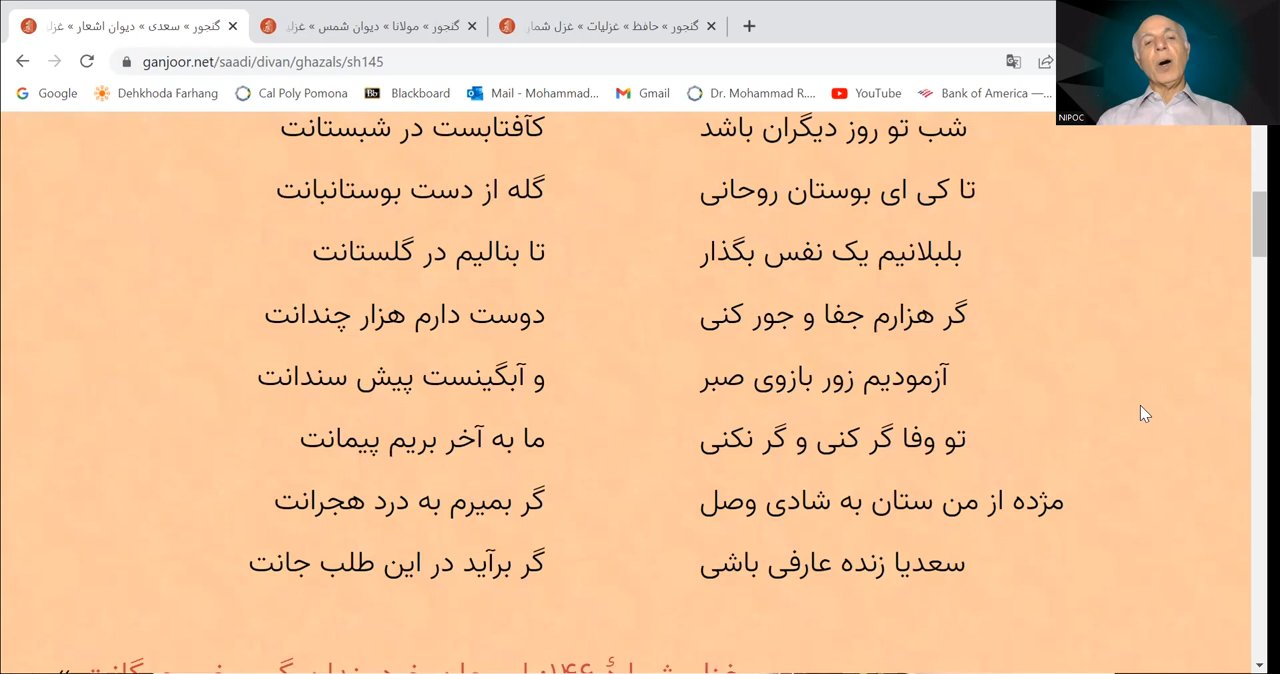 گنجور » سعدی » دیوان اشعار » غزل
گنجور » مولانا » دیوان شمس » غزل
گنجور » حافظ » غزلیات » غزل شمار
ganjoor.net/saadi/divan/ghazals/sh145
Google Dehkhoda Farhang Cal Poly Pomona Bb Blackboard Mail - Mohammad... Gmail Dr. Mohammad R.... YouTube Bank of America —...
NIPOC
شب تو روز دیگران باشد کآفتابست در شبستانت
تا کی ای بوستان روحانی گله از دست بوستانبانت
بلبلانیم یک نفس بگذار تا بنالیم در گلستانت
گر هزارم جفا و جور کنی دوست دارم هزار چندانت
آزمودیم زور بازوی صبر و آبگینست پیش سندانت
تو وفا گر کنی و گر نکنی ما به آخر بریم پیمانت
مژده از من ستان به شادی وصل گر بمیرم به درد هجرانت
سعدیا زنده عارفی باشی گر برآید در این طلب جانت